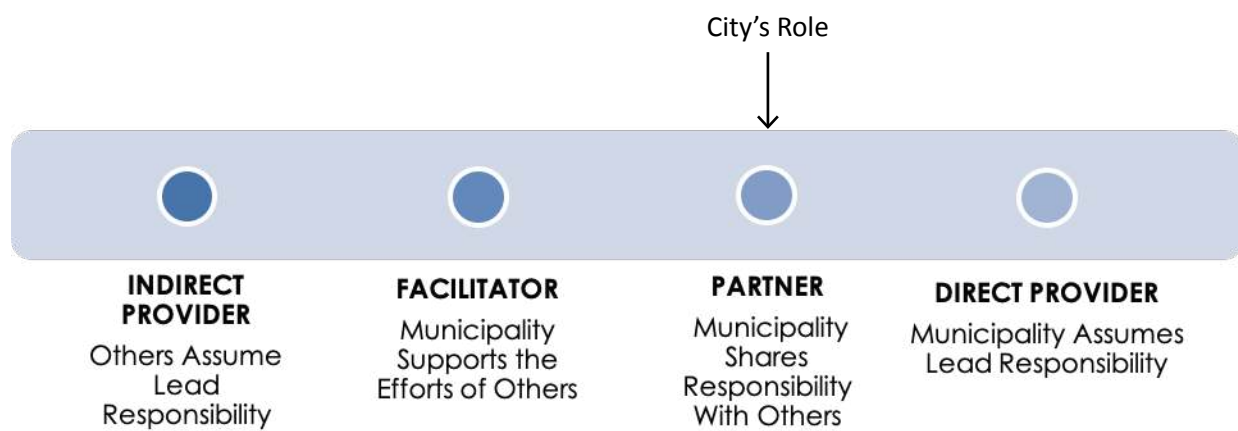 City’s Role
INDIRECT
PROVIDER
Others Assume
Lead
Responsibility
FACILITATOR
Municipality
Supports the
Efforts of Others
PARTNER
Municipality
Shares
Responsibility
With Others
DIRECT PROVIDER
Municipality Assumes
Lead Responsibility